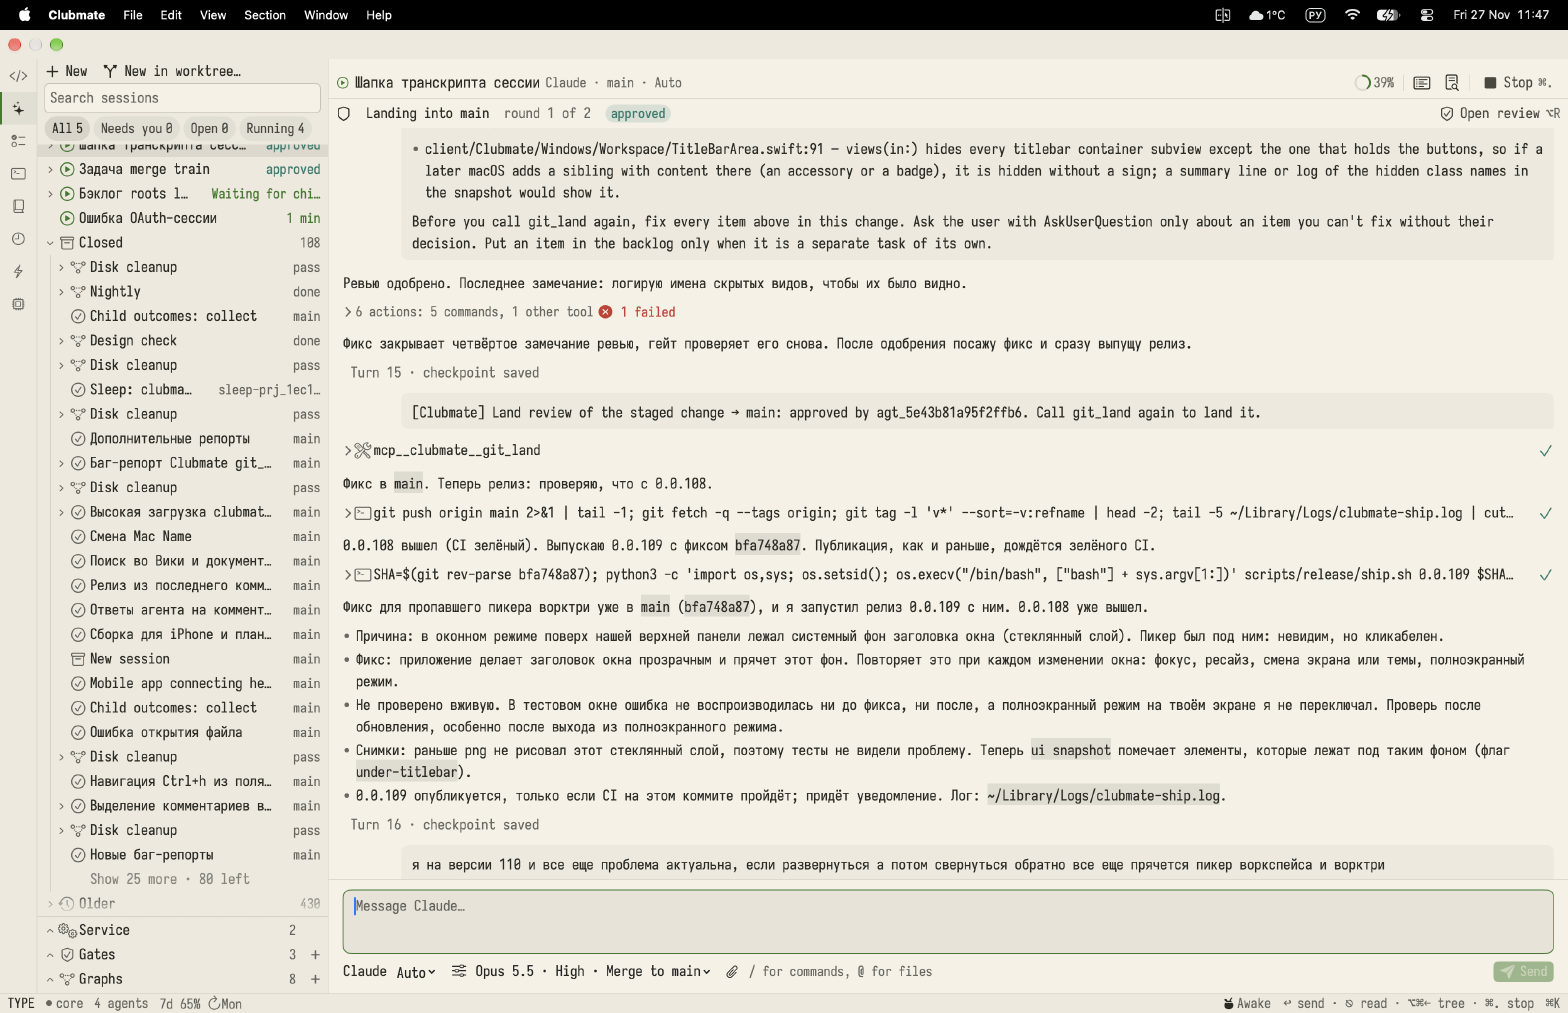 Clubmate File Edit View Section Window Help
1°C РУ Fri 27 Nov 11:47
+ New New in worktree…
Search sessions
All 5 Needs you 0 Open 0 Running 4
Шапка транскрипта сесс… approved
Задача merge train approved
Бэклог roots l… Waiting for chi…
Ошибка OAuth-сессии 1 min
Closed 108
Disk cleanup pass
Nightly done
Child outcomes: collect main
Design check done
Disk cleanup pass
Sleep: clubma… sleep-prj_1ec1…
Disk cleanup pass
Дополнительные репорты main
Баг-репорт Clubmate git_… main
Disk cleanup pass
Высокая загрузка clubmat… main
Смена Mac Name main
Поиск во Вики и документ… main
Релиз из последнего комм… main
Ответы агента на коммент… main
Сборка для iPhone и план… main
New session main
Mobile app connecting he… main
Child outcomes: collect main
Ошибка открытия файла main
Disk cleanup pass
Навигация Ctrl+h из поля… main
Выделение комментариев в… main
Disk cleanup pass
Новые баг-репорты main
Show 25 more · 80 left
Older 430
Service 2
Gates 3 +
Graphs 8 +
Шапка транскрипта сессии Claude · main · Auto
39% Stop ⌘.
Landing into main round 1 of 2 approved
Open review ⌥R
• client/Clubmate/Windows/Workspace/TitleBarArea.swift:91 — views(in:) hides every titlebar container subview except the one that holds the buttons, so if a
later macOS adds a sibling with content there (an accessory or a badge), it is hidden without a sign; a summary line or log of the hidden class names in
the snapshot would show it.
Before you call git_land again, fix every item above in this change. Ask the user with AskUserQuestion only about an item you can't fix without their
decision. Put an item in the backlog only when it is a separate task of its own.
Ревью одобрено. Последнее замечание: логирую имена скрытых видов, чтобы их было видно.
6 actions: 5 commands, 1 other tool 1 failed
Фикс закрывает четвёртое замечание ревью, гейт проверяет его снова. После одобрения посажу фикс и сразу выпущу релиз.
Turn 15 · checkpoint saved
[Clubmate] Land review of the staged change → main: approved by agt_5e43b81a95f2ffb6. Call git_land again to land it.
mcp__clubmate__git_land
Фикс в main. Теперь релиз: проверяю, что с 0.0.108.
git push origin main 2>&1 | tail -1; git fetch -q --tags origin; git tag -l 'v*' --sort=-v:refname | head -2; tail -5 ~/Library/Logs/clubmate-ship.log | cut…
0.0.108 вышел (CI зелёный). Выпускаю 0.0.109 с фиксом bfa748a87. Публикация, как и раньше, дождётся зелёного CI.
SHA=$(git rev-parse bfa748a87); python3 -c 'import os,sys; os.setsid(); os.execv("/bin/bash", ["bash"] + sys.argv[1:])' scripts/release/ship.sh 0.0.109 $SHA…
Фикс для пропавшего пикера ворктри уже в main (bfa748a87), и я запустил релиз 0.0.109 с ним. 0.0.108 уже вышел.
• Причина: в оконном режиме поверх нашей верхней панели лежал системный фон заголовка окна (стеклянный слой). Пикер был под ним: невидим, но кликабелен.
• Фикс: приложение делает заголовок окна прозрачным и прячет этот фон. Повторяет это при каждом изменении окна: фокус, ресайз, смена экрана или темы, полноэкранный
режим.
• Не проверено вживую. В тестовом окне ошибка не воспроизводилась ни до фикса, ни после, а полноэкранный режим на твоём экране я не переключал. Проверь после
обновления, особенно после выхода из полноэкранного режима.
• Снимки: раньше png не рисовал этот стеклянный слой, поэтому тесты не видели проблему. Теперь ui snapshot помечает элементы, которые лежат под таким фоном (флаг
under-titlebar).
• 0.0.109 опубликуется, только если CI на этом коммите пройдёт; придёт уведомление. Лог: ~/Library/Logs/clubmate-ship.log.
Turn 16 · checkpoint saved
я на версии 110 и все еще проблема актуальна, если развернуться а потом свернуться обратно все еще прячется пикер воркспейса и ворктри
Message Claude…
Claude Auto Opus 5.5 · High · Merge to main / for commands, @ for files
Send
TYPE core 4 agents 7d 65% Mon
Awake ↩ send · ⎋ read · ⌥⌘← tree · ⌘. stop ⌘K